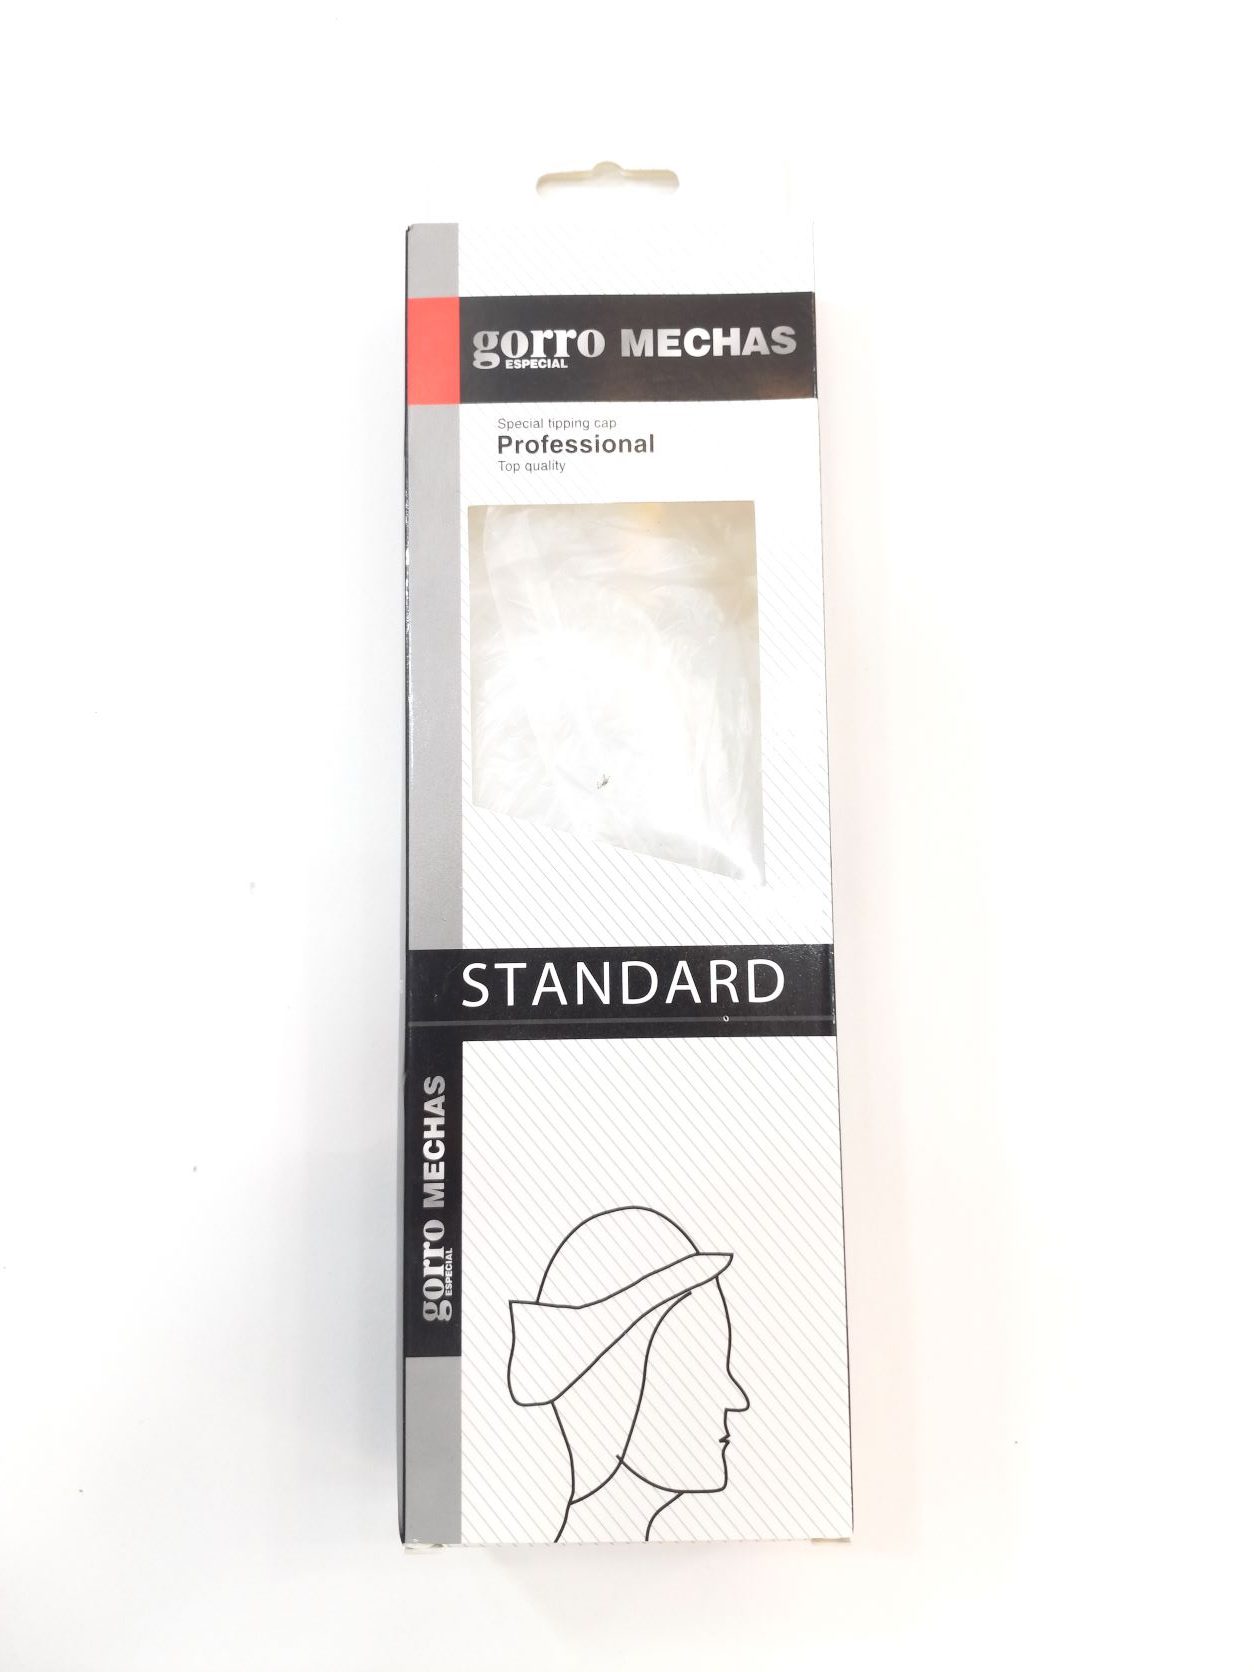 gorro MECHAS
ESPECIAL
Special tipping cap
Professional
Top quality
STANDARD
gorro MECHAS
ESPECIAL